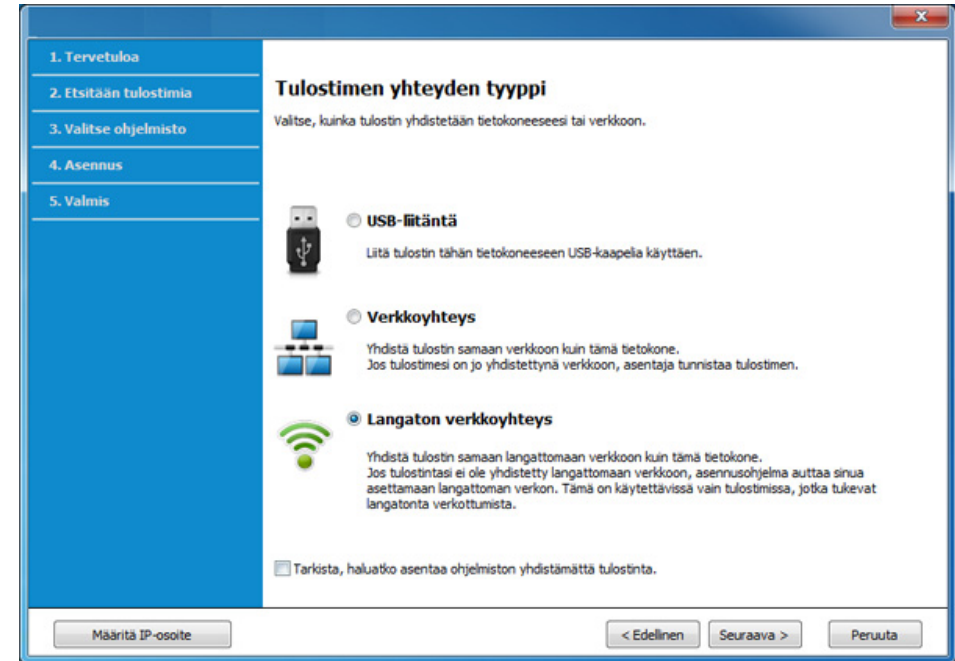 1. Tervetuloa
2. Etsitään tulostimia
3. Valitse ohjelmisto
4. Asennus
5. Valmis
Tulostimen yhteyden tyyppi
Valitse, kuinka tulostin yhdistetään tietokoneeseesi tai verkkoon.
USB-liitäntä
Liitä tulostin tähän tietokoneeseen USB-kaapelia käyttäen.
Verkkoyhteys
Yhdistä tulostin samaan verkkoon kuin tämä tietokone.
Jos tulostimesi on jo yhdistettynä verkkoon, asentaja tunnistaa tulostimen.
Langaton verkkoyhteys
Yhdistä tulostin samaan langattomaan verkkoon kuin tämä tietokone.
Jos tulostintasi ei ole yhdistetty langattomaan verkkoon, asennusohjelma auttaa sinua
asettamaan langattoman verkon. Tämä on käytettävissä vain tulostimissa, jotka tukevat
langatonta verkottumista.
Tarkista, haluatko asentaa ohjelmiston yhdistämättä tulostinta.
Määritä IP-osoite
< Edellinen
Seuraava >
Peruuta